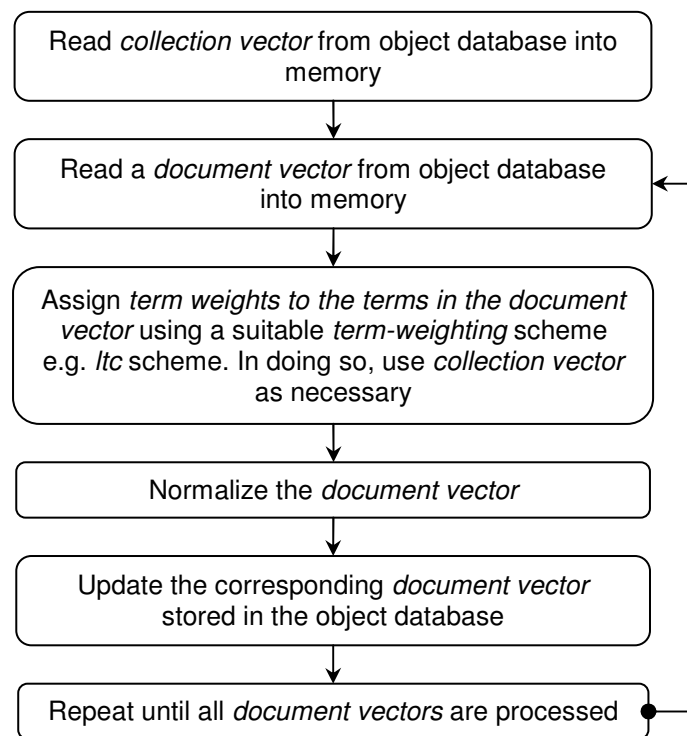 Read collection vector from object database into
memory
Read a document vector from object database
into memory
Assign term weights to the terms in the document
vector using a suitable term-weighting scheme
e.g. ltc scheme. In doing so, use collection vector
as necessary
Normalize the document vector
Update the corresponding document vector
stored in the object database
Repeat until all document vectors are processed